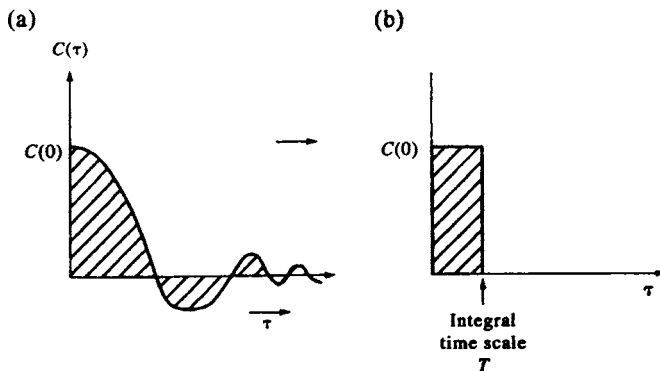 (a)
C(τ)
C(0)
τ
(b)
C(0)
τ
Integral
time scale
T